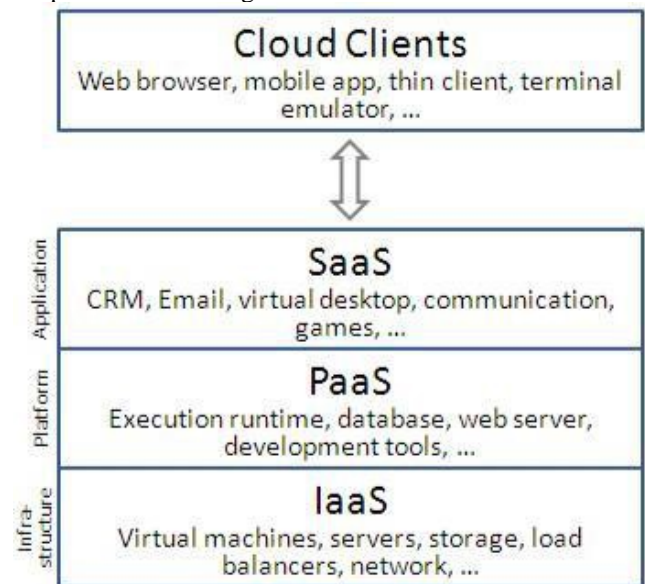 Cloud Clients
Web browser, mobile app, thin client, terminal
emulator, ...
Application
SaaS
CRM, Email, virtual desktop, communication,
games, ...
Platform
PaaS
Execution runtime, database, web server,
development tools, ...
Infra-
structure
IaaS
Virtual machines, servers, storage, load
balancers, network, ...